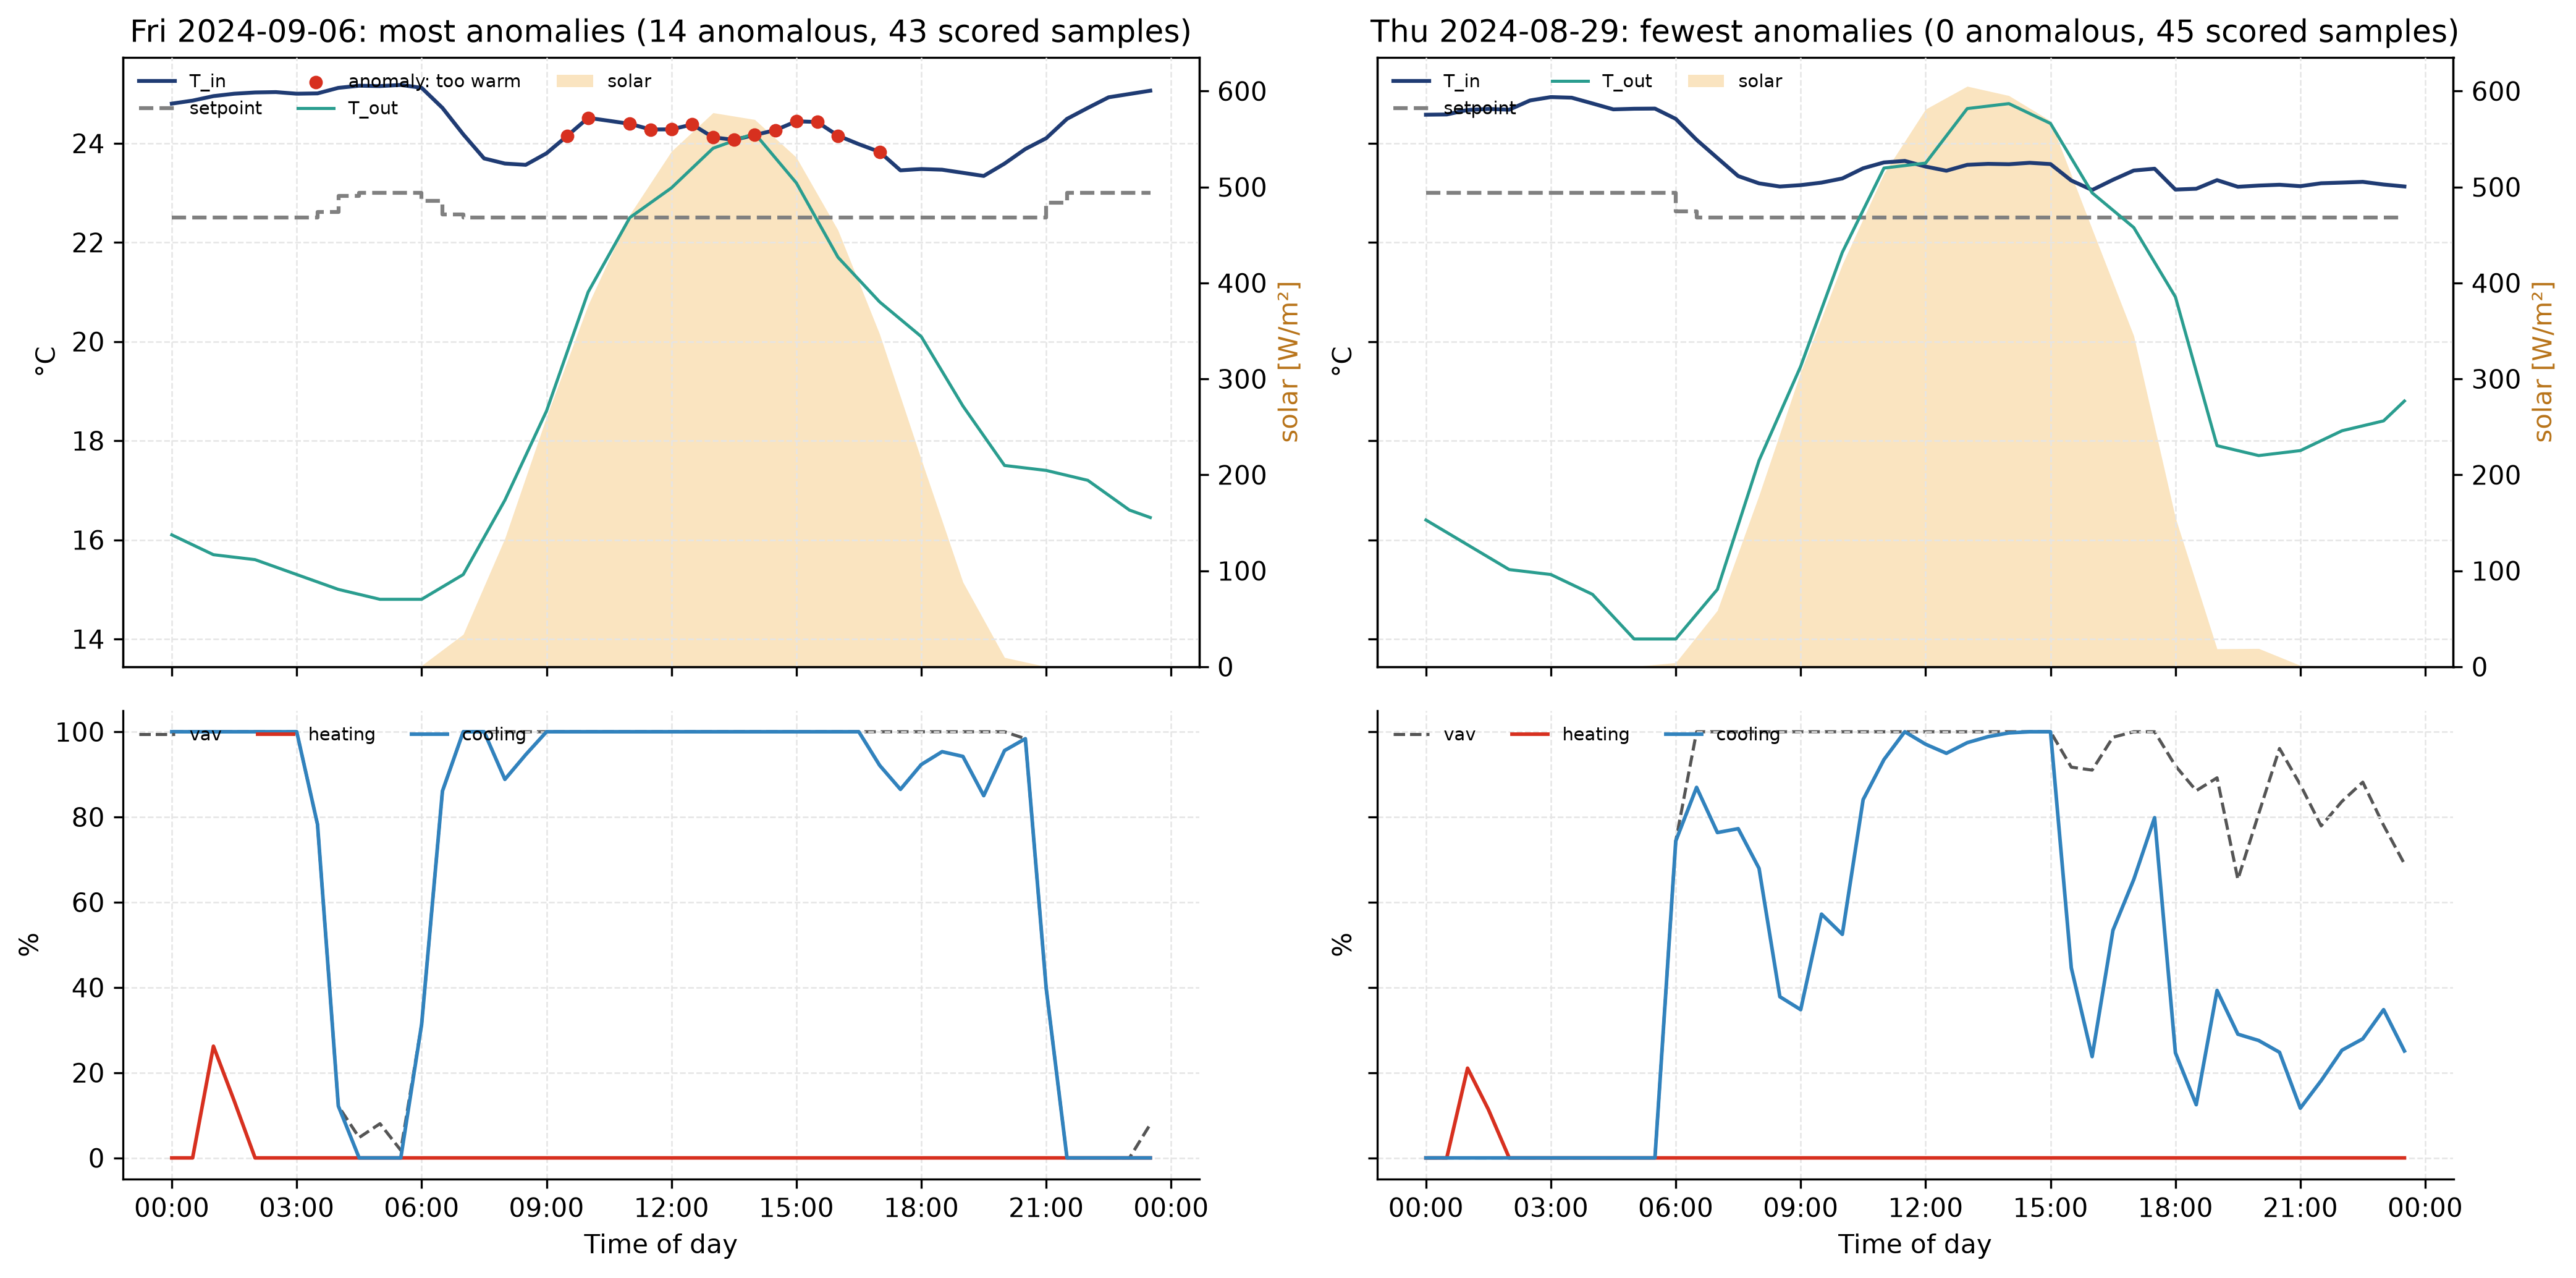 Fri 2024-09-06: most anomalies (14 anomalous, 43 scored samples)
T_in
anomaly: too warm
solar
setpoint
T_out
24
22
20
18
16
14
°C
600
500
400
300
200
100
0
solar [W/m²]
Thu 2024-08-29: fewest anomalies (0 anomalous, 45 scored samples)
T_in
T_out
solar
setpoint
°C
600
500
400
300
200
100
0
solar [W/m²]
vav
heating
cooling
100
80
60
40
20
0
%
00:00 03:00 06:00 09:00 12:00 15:00 18:00 21:00 00:00
Time of day
vav
heating
cooling
%
00:00 03:00 06:00 09:00 12:00 15:00 18:00 21:00 00:00
Time of day